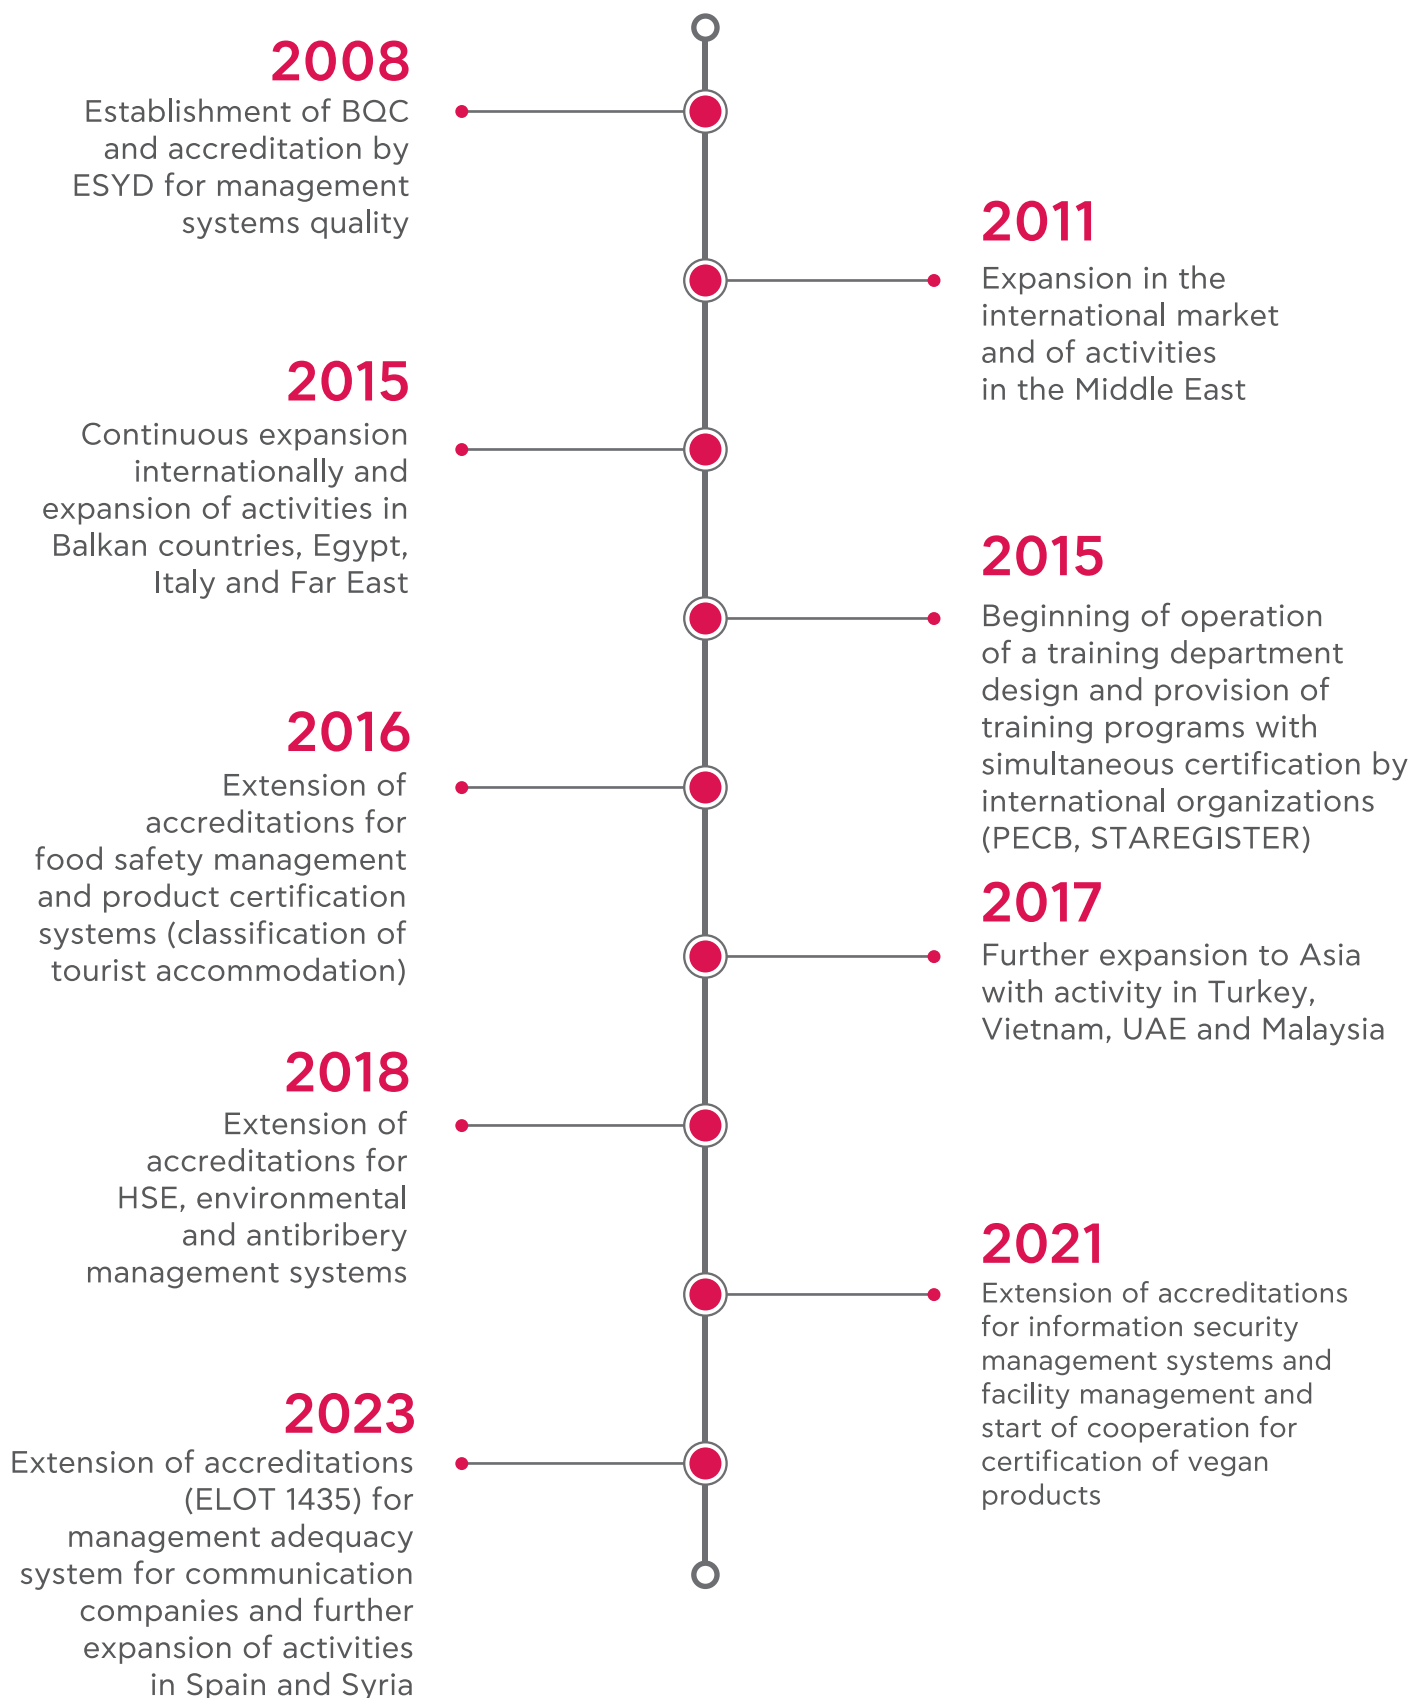 2008
Establishment of BQC
and accreditation by
ESYD for management
systems quality
2011
Expansion in the
international market
and of activities
in the Middle East
2015
Continuous expansion
internationally and
expansion of activities in
Balkan countries, Egypt,
Italy and Far East
2015
Beginning of operation
of a training department
design and provision of
training programs with
simultaneous certification by
international organizations
(PECB, STAREGISTER)
2016
Extension of
accreditations for
food safety management
and product certification
systems (classification of
tourist accommodation)
2017
Further expansion to Asia
with activity in Turkey,
Vietnam, UAE and Malaysia
2018
Extension of
accreditations for
HSE, environmental
and antibribery
management systems
2021
Extension of accreditations
for information security
management systems and
facility management and
start of cooperation for
certification of vegan
products
2023
Extension of accreditations
(ELOT 1435) for
management adequacy
system for communication
companies and further
expansion of activities
in Spain and Syria